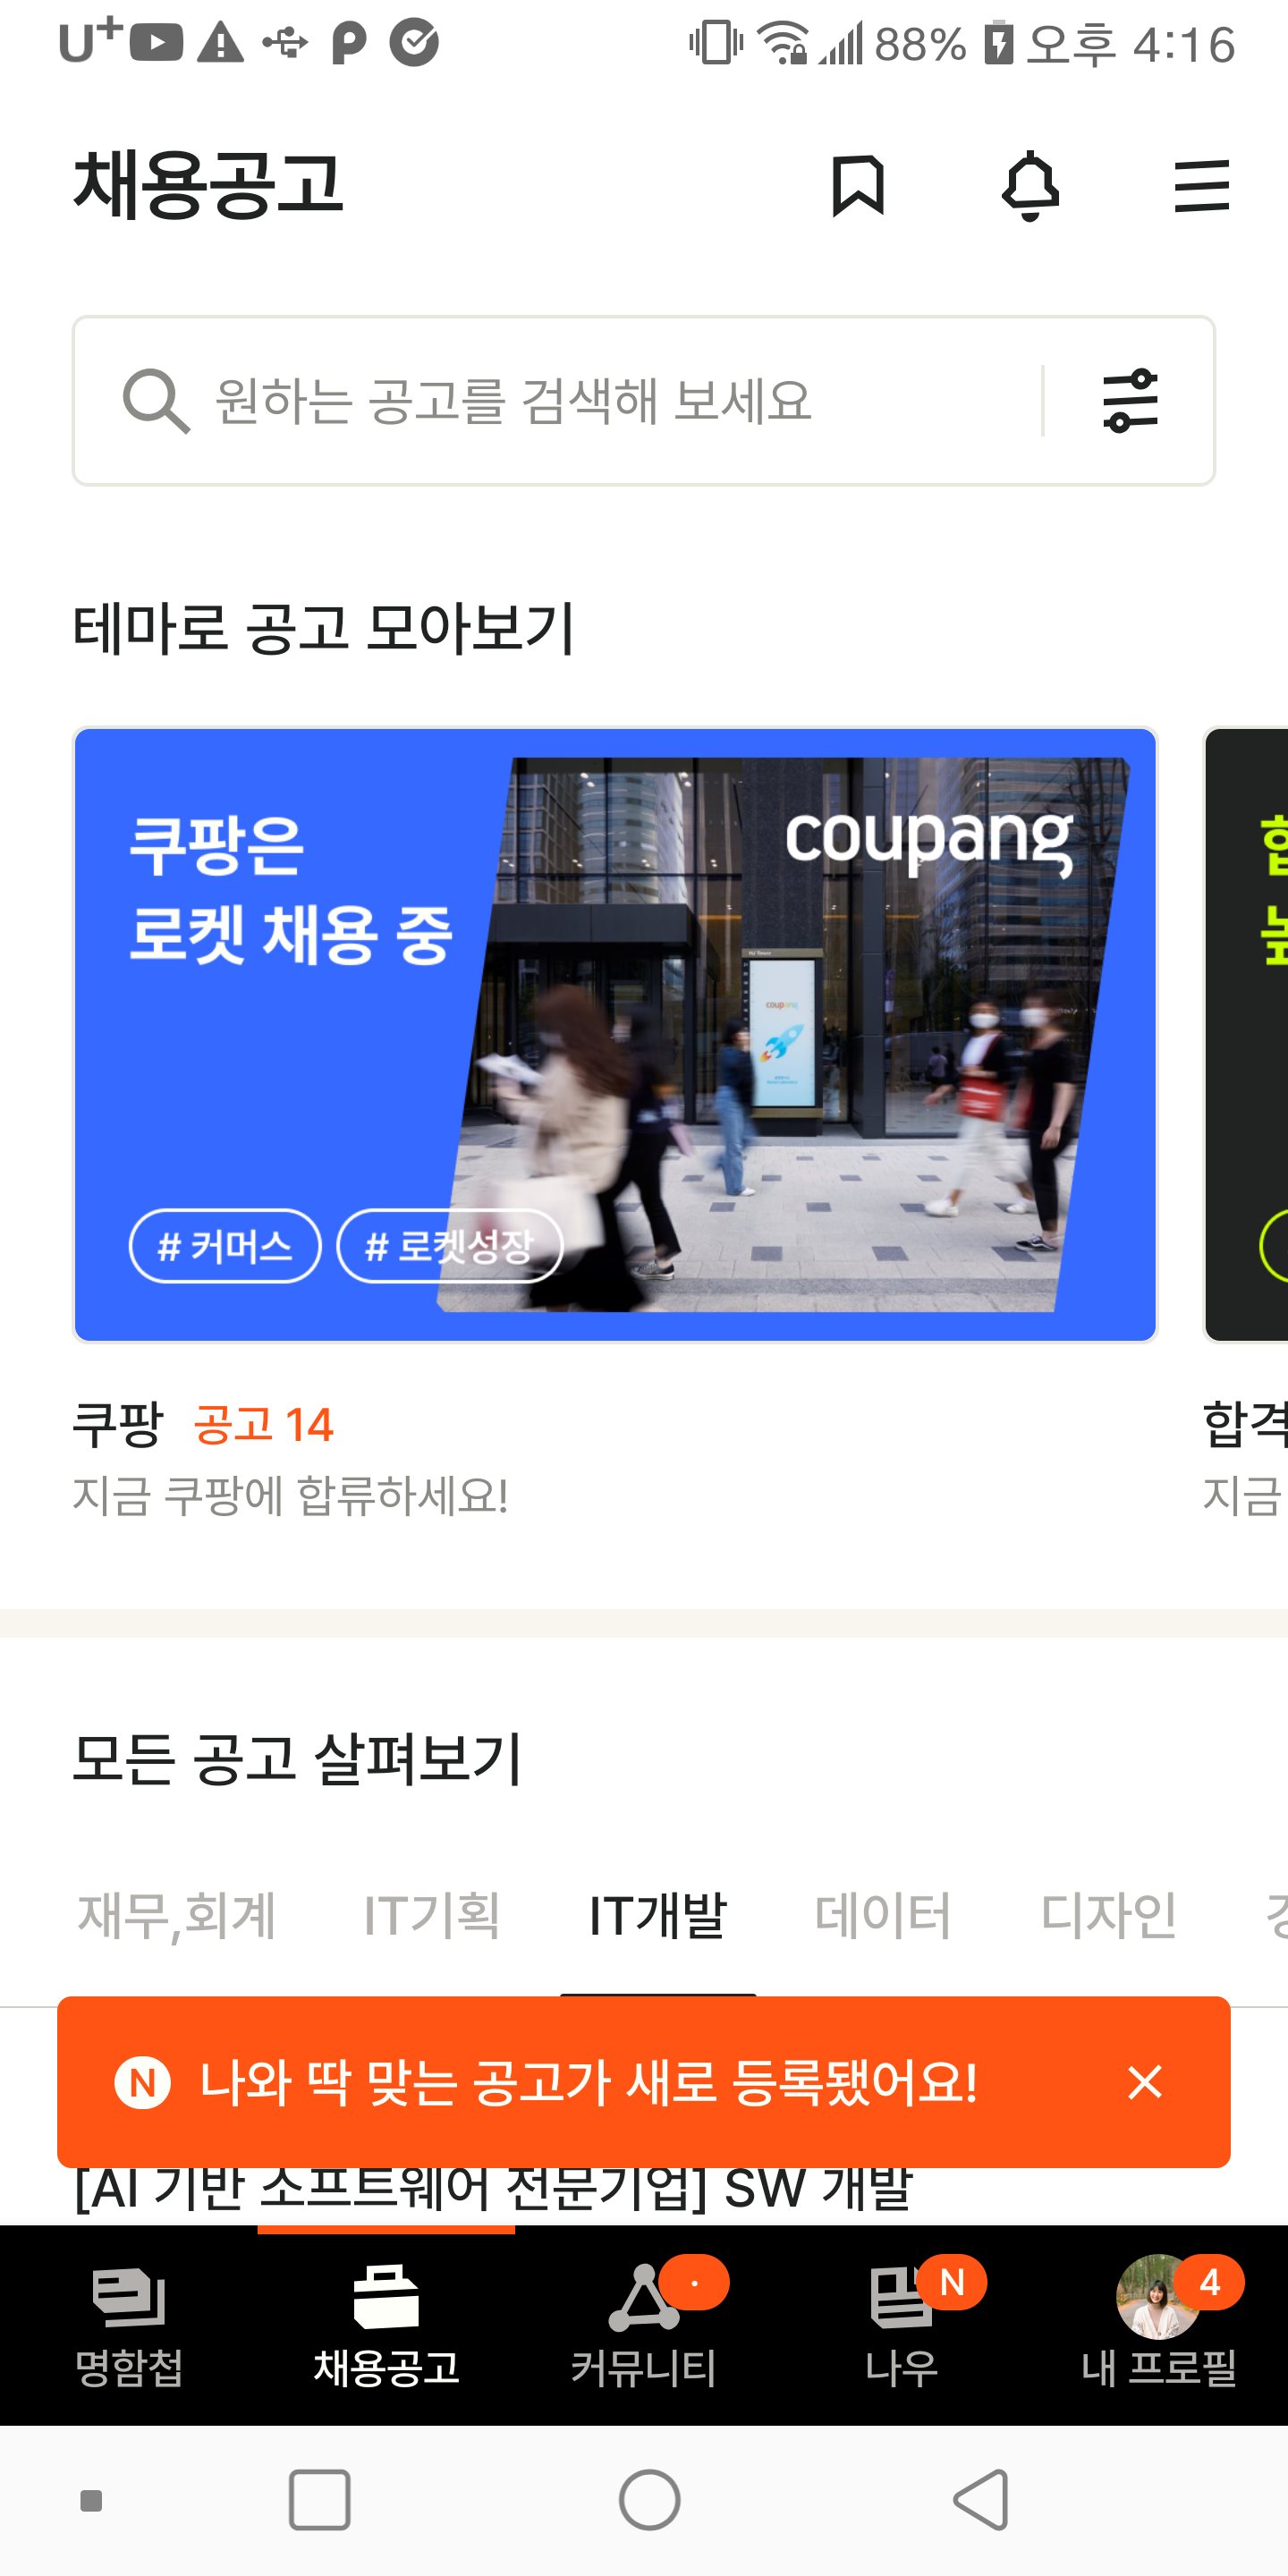 U+ 88% 오후 4:16
채용공고
원하는 공고를 검색해 보세요
테마로 공고 모아보기
쿠팡은
로켓 채용 중
coupang
coupang
# 커머스 # 로켓성장
쿠팡 공고 14
지금 쿠팡에 합류하세요!
합격
지금
모든 공고 살펴보기
재무,회계 IT기획 IT개발 데이터 디자인
N 나와 딱 맞는 공고가 새로 등록됐어요!
[AI 기반 소프트웨어 전문기업] SW 개발
N 4
명함첩 채용공고 커뮤니티 나우 내 프로필